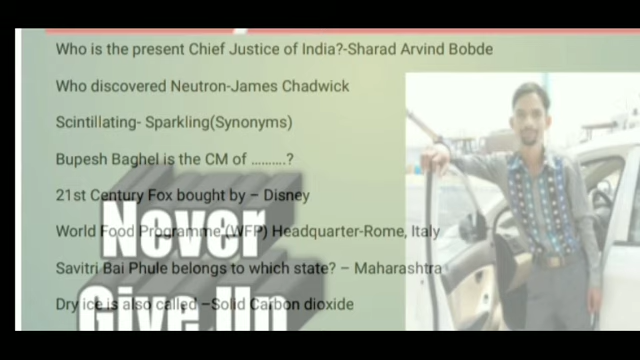 Who is the present Chief Justice of India?-Sharad Arvind Bobde
Who discovered Neutron-James Chadwick
Scintillating- Sparkling(Synonyms)
Bupesh Baghel is the CM of ..........?
21st Century Fox bought by – Disney
Never
World Food Programme (WFP) Headquarter-Rome, Italy
Savitri Bai Phule belongs to which state? – Maharashtra
Dry ice is also called –Solid Carbon dioxide
Give Up